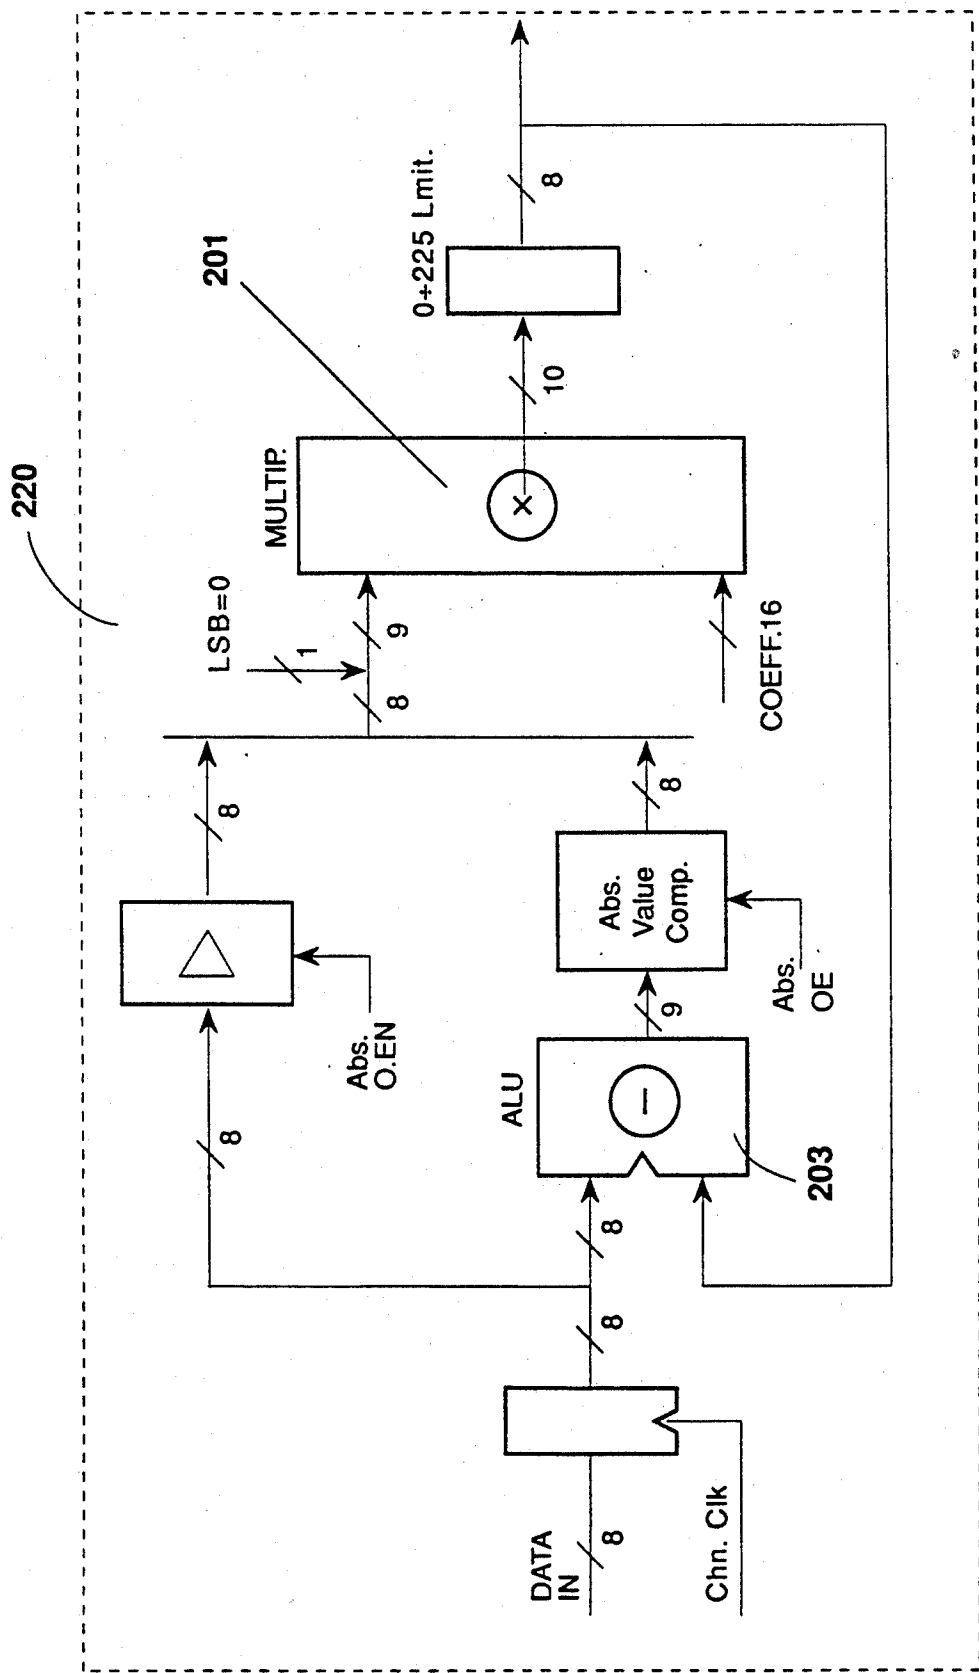 220
201
MULTIP.
0÷225 Lmit.
LSB=0
1
8
9
10
8
COEFF.16
8
8
Abs.
O.EN
8
Abs.
Value
Comp.
Abs.
OE
9
ALU
203
8
8
DATA
IN
8
Chn. Clk